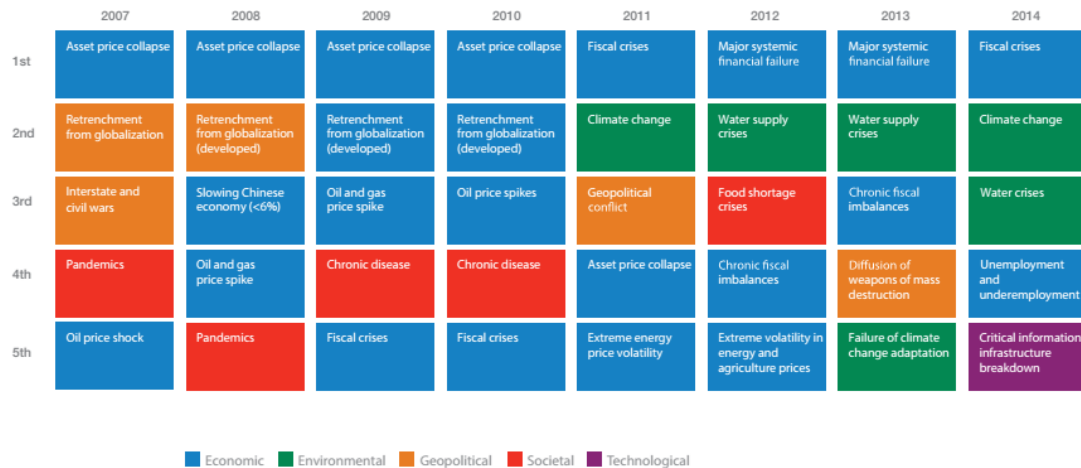 2007 2008 2009 2010 2011 2012 2013 2014
1st
Asset price collapse
Asset price collapse
Asset price collapse
Asset price collapse
Fiscal crises
Major systemic
financial failure
Major systemic
financial failure
Fiscal crises
2nd
Retrenchment
from globalization
Retrenchment
from globalization
(developed)
Retrenchment
from globalization
(developed)
Retrenchment
from globalization
(developed)
Climate change
Water supply
crises
Water supply
crises
Climate change
3rd
Interstate and
civil wars
Slowing Chinese
economy (<6%)
Oil and gas
price spike
Oil price spikes
Geopolitical
conflict
Food shortage
crises
Chronic fiscal
imbalances
Water crises
4th
Pandemics
Oil and gas
price spike
Chronic disease
Chronic disease
Asset price collapse
Chronic fiscal
imbalances
Diffusion of
weapons of mass
destruction
Unemployment
and
underemployment
5th
Oil price shock
Pandemics
Fiscal crises
Fiscal crises
Extreme energy
price volatility
Extreme volatility in
energy and
agriculture prices
Failure of climate
change adaptation
Critical information
infrastructure
breakdown
Economic Environmental Geopolitical Societal Technological